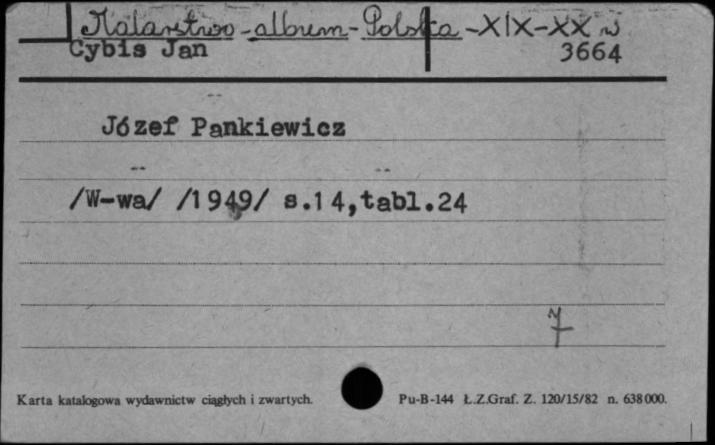 Malarstwo - album - Polska - XIX - XX w
Cybis Jan 3664
Józef Pankiewicz
/W-wa/ /1949/ s.14,tabl.24
Karta katalogowa wydawnictw ciągłych i zwartych. Pu-B-144 Ł.Z.Graf. Z. 120/15/82 n. 638000.